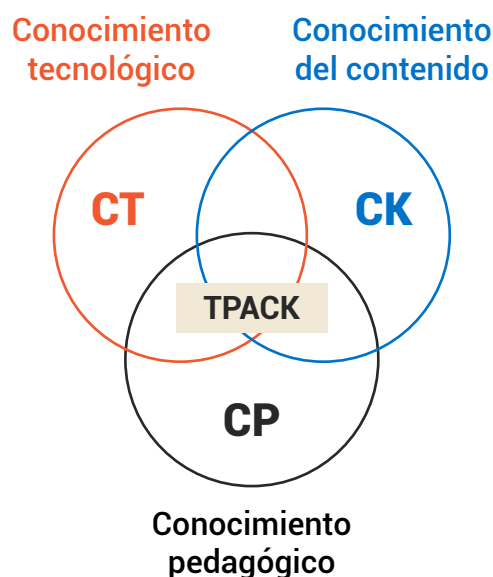 Conocimiento
tecnológico
Conocimiento
del contenido
CT
CK
TPACK
CP
Conocimiento
pedagógico